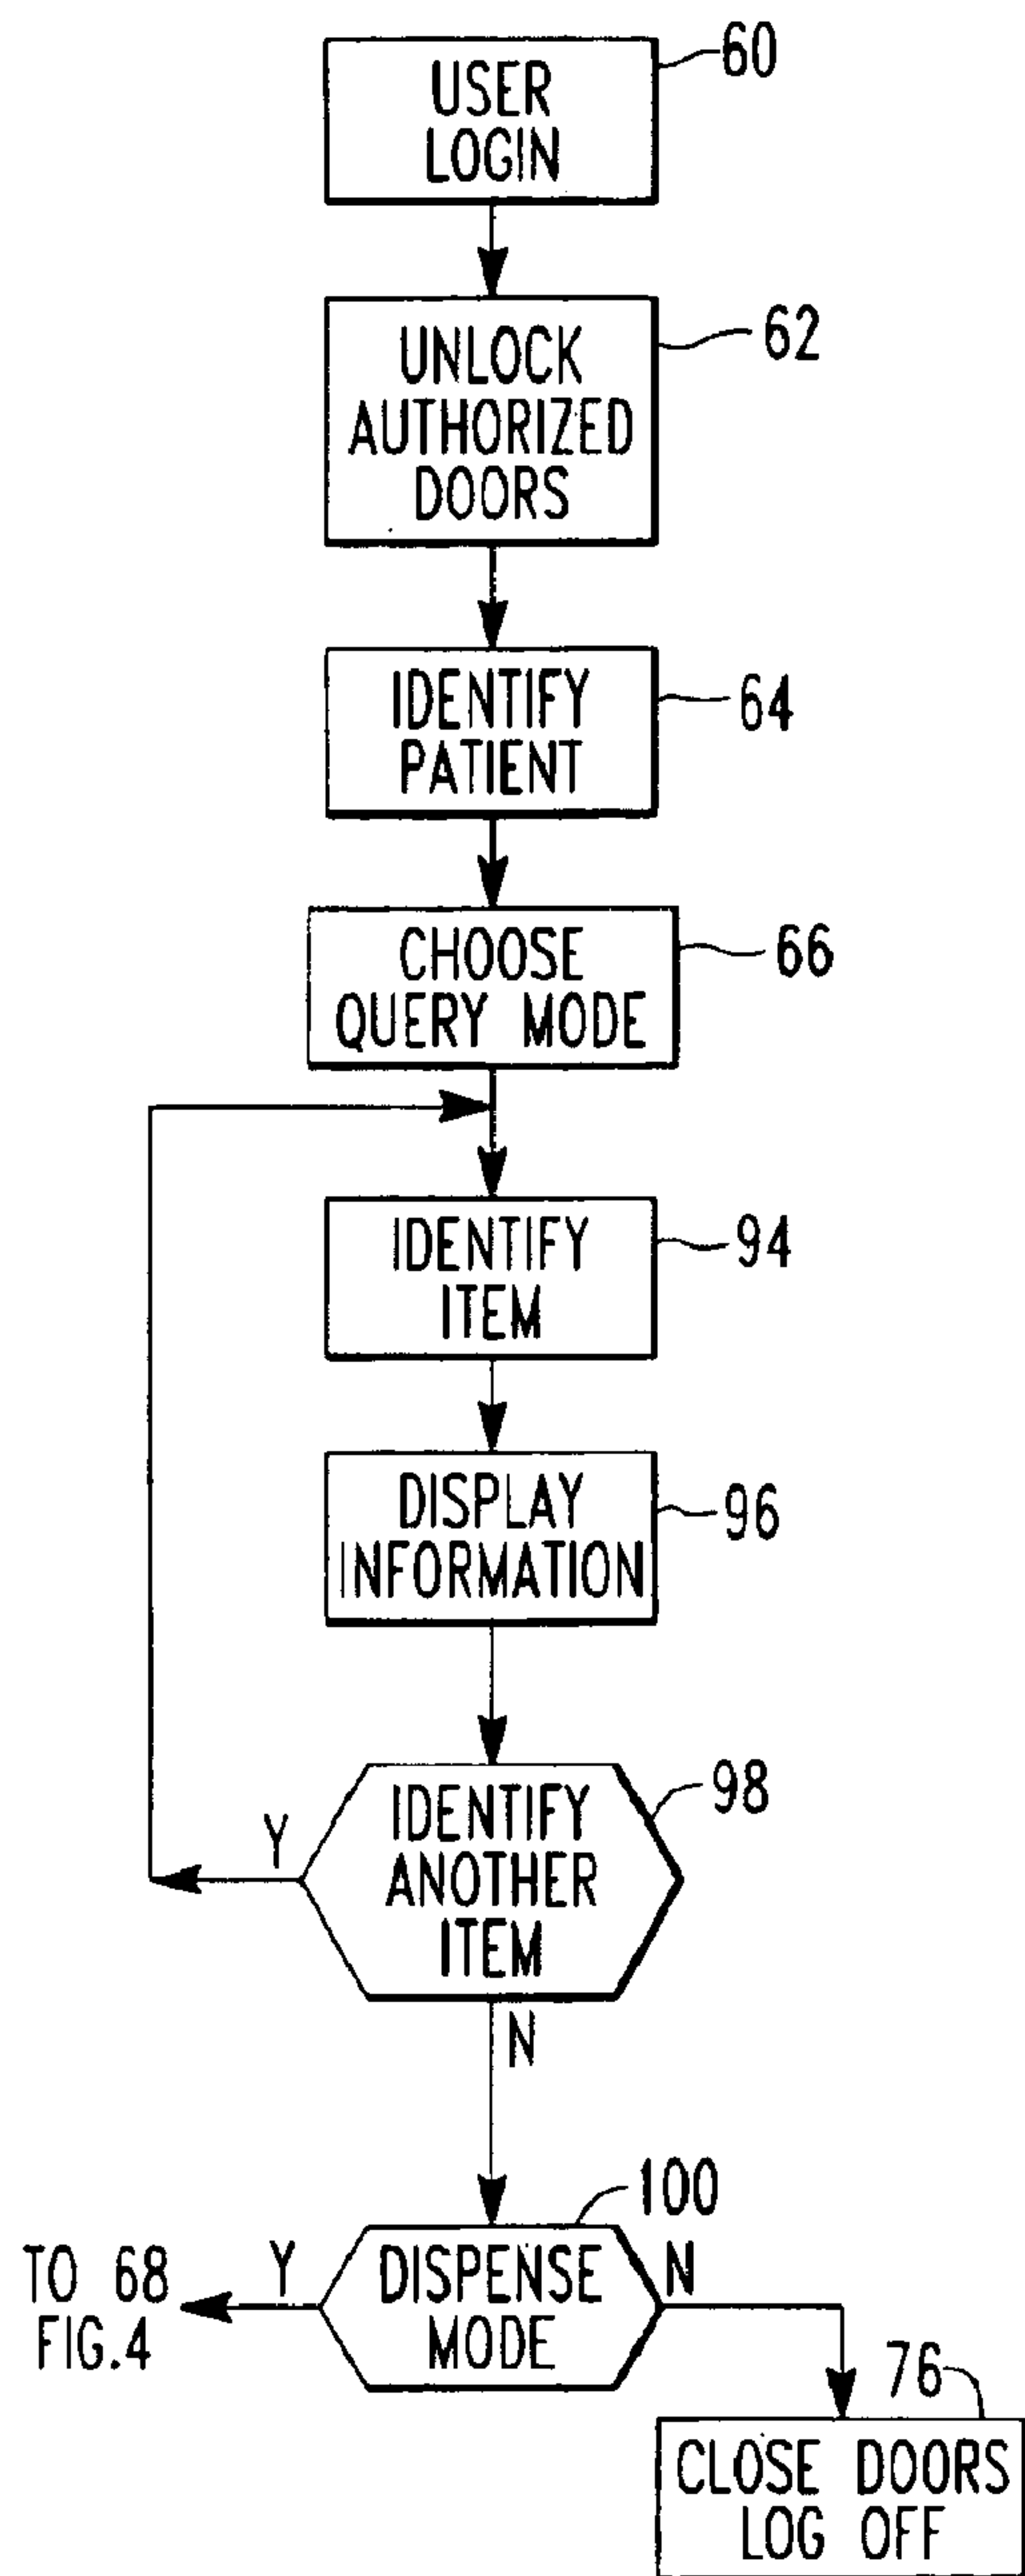 60
USER
LOGIN
62
UNLOCK
AUTHORIZED
DOORS
64
IDENTIFY
PATIENT
66
CHOOSE
QUERY MODE
94
IDENTIFY
ITEM
96
DISPLAY
INFORMATION
98
IDENTIFY
ANOTHER
ITEM
Y
N
100
DISPENSE
MODE
Y
N
TO 68
FIG.4
76
CLOSE DOORS
LOG OFF